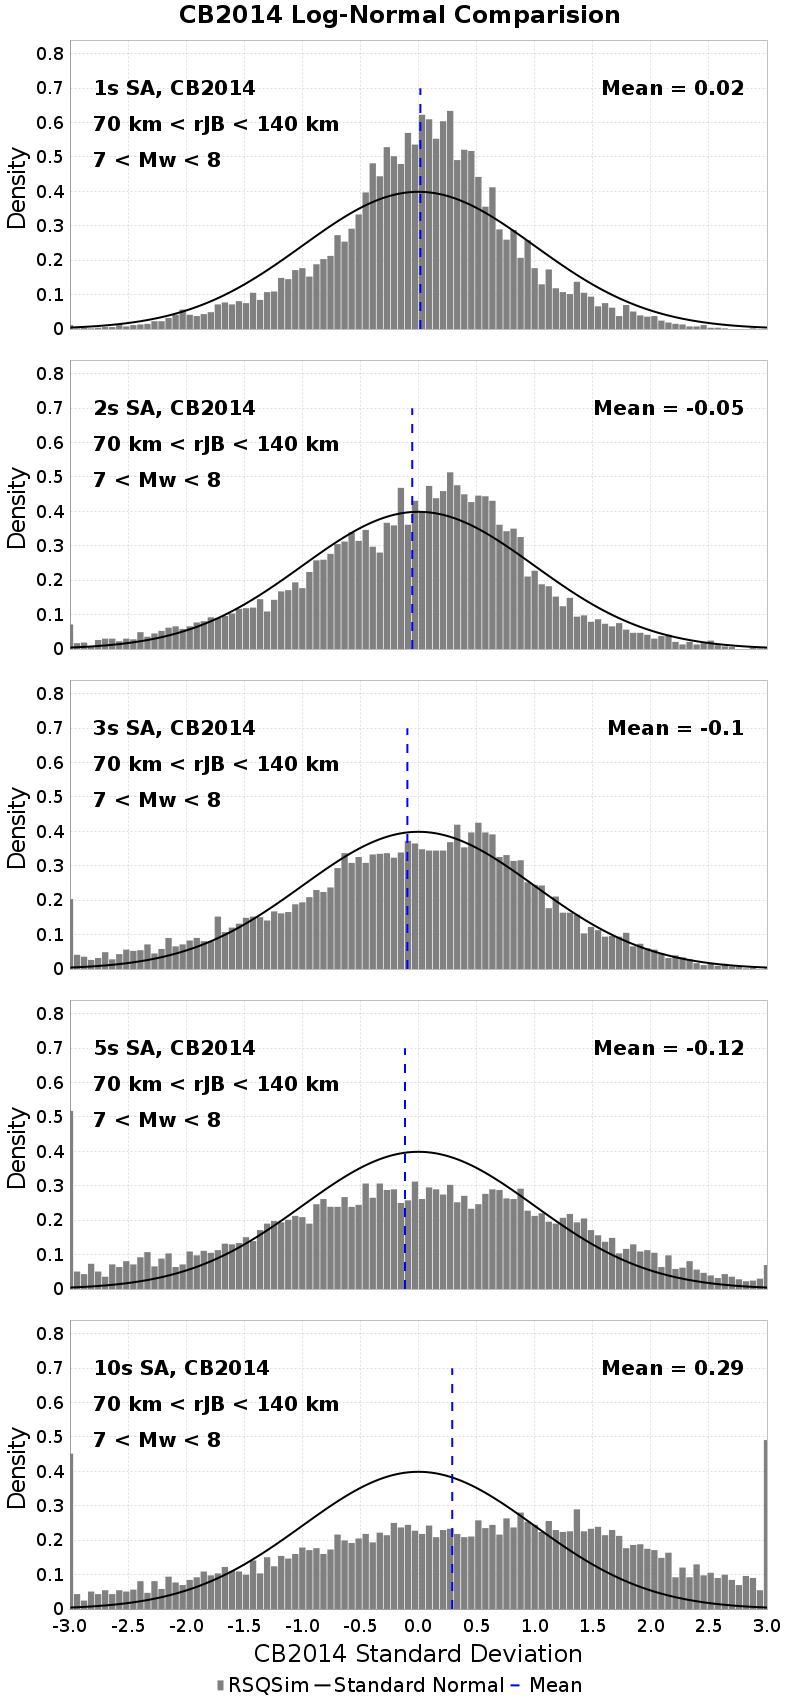 CB2014 Log-Normal Comparision
0.8
0.7
0.6
0.5
0.4
0.3
0.2
0.1
0
Density
1s SA, CB2014
70 km < rJB < 140 km
7 < Mw < 8
Mean = 0.02
0.8
0.7
0.6
0.5
0.4
0.3
0.2
0.1
0
Density
2s SA, CB2014
70 km < rJB < 140 km
7 < Mw < 8
Mean = -0.05
0.8
0.7
0.6
0.5
0.4
0.3
0.2
0.1
0
Density
3s SA, CB2014
70 km < rJB < 140 km
7 < Mw < 8
Mean = -0.1
0.8
0.7
0.6
0.5
0.4
0.3
0.2
0.1
0
Density
5s SA, CB2014
70 km < rJB < 140 km
7 < Mw < 8
Mean = -0.12
0.8
0.7
0.6
0.5
0.4
0.3
0.2
0.1
0
Density
10s SA, CB2014
70 km < rJB < 140 km
7 < Mw < 8
Mean = 0.29
-3.0 -2.5 -2.0 -1.5 -1.0 -0.5 0.0 0.5 1.0 1.5 2.0 2.5 3.0
CB2014 Standard Deviation
RSQSim Standard Normal Mean